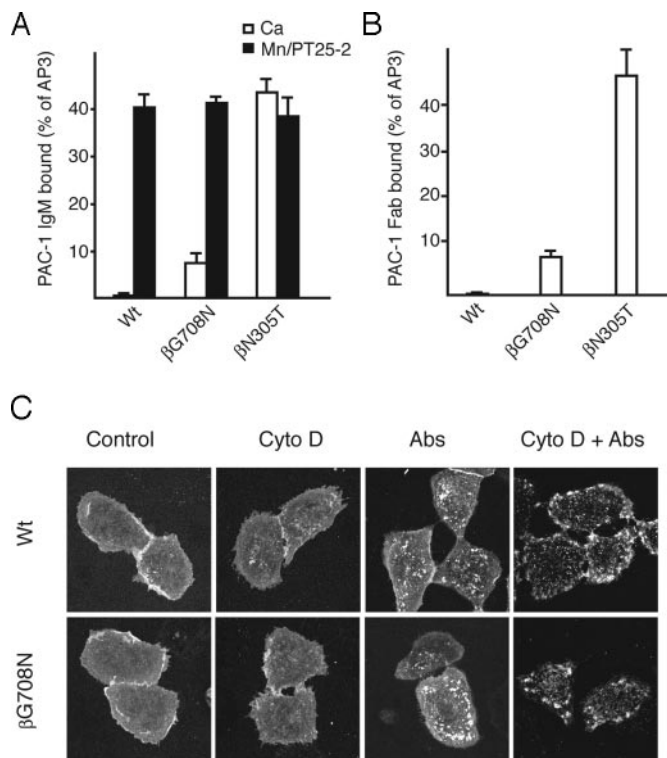 A
Ca
Mn/PT25-2
PAC-1 IgM bound (% of AP3)
40
30
20
10
Wt
βG708N
βN305T
B
PAC-1 Fab bound (% of AP3)
40
30
20
10
Wt
βG708N
βN305T
C
Control
Cyto D
Abs
Cyto D + Abs
Wt
βG708N